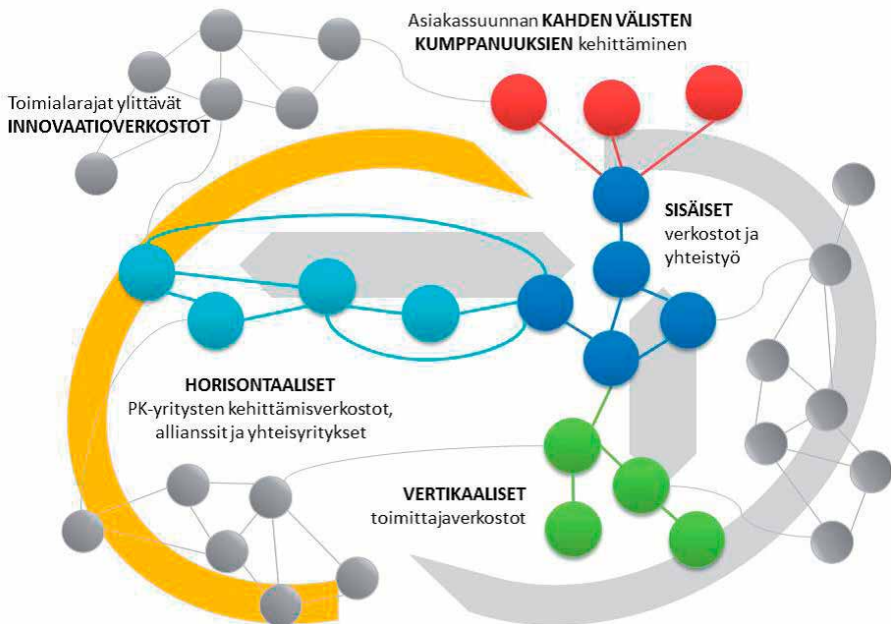 Asiakassuunnan KAHDEN VÄLISTEN
KUMPPANUUKSIEN kehittäminen
Toimialarajat ylittävät
INNOVAATIOVERKOSTOT
SISÄISET
verkostot ja
yhteistyö
HORISONTAALISET
PK-yritysten kehittämisverkostot,
allianssit ja yhteisyritykset
VERTIKAALISET
toimittajaverkostot